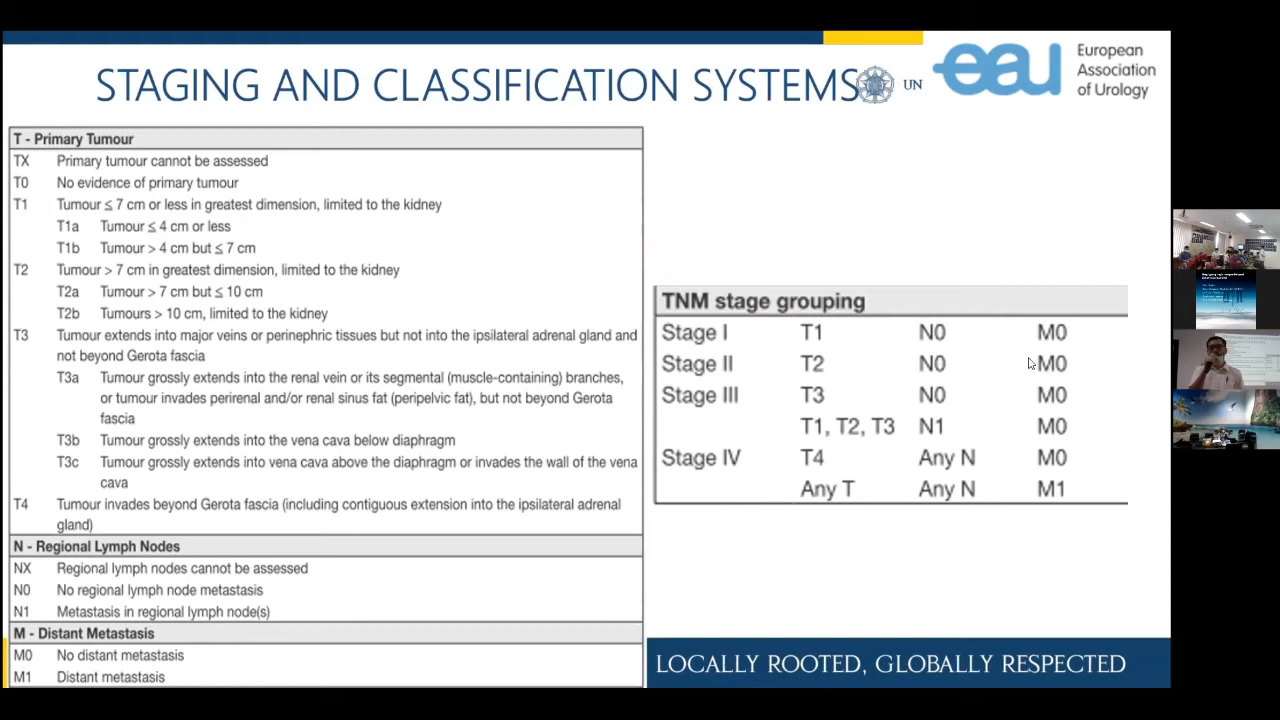 STAGING AND CLASSIFICATION SYSTEMS
UN
eau
European
Association
of Urology
T - Primary Tumour
TX Primary tumour cannot be assessed
T0 No evidence of primary tumour
T1 Tumour ≤ 7 cm or less in greatest dimension, limited to the kidney
T1a Tumour ≤ 4 cm or less
T1b Tumour > 4 cm but ≤ 7 cm
T2 Tumour > 7 cm in greatest dimension, limited to the kidney
T2a Tumour > 7 cm but ≤ 10 cm
T2b Tumours > 10 cm, limited to the kidney
T3 Tumour extends into major veins or perinephric tissues but not into the ipsilateral adrenal gland and
not beyond Gerota fascia
T3a Tumour grossly extends into the renal vein or its segmental (muscle-containing) branches,
or tumour invades perirenal and/or renal sinus fat (peripelvic fat), but not beyond Gerota
fascia
T3b Tumour grossly extends into the vena cava below diaphragm
T3c Tumour grossly extends into vena cava above the diaphragm or invades the wall of the vena
cava
T4 Tumour invades beyond Gerota fascia (including contiguous extension into the ipsilateral adrenal
gland)
N - Regional Lymph Nodes
NX Regional lymph nodes cannot be assessed
N0 No regional lymph node metastasis
N1 Metastasis in regional lymph node(s)
M - Distant Metastasis
M0 No distant metastasis
M1 Distant metastasis
TNM stage grouping
Stage I T1 N0 M0
Stage II T2 N0 M0
Stage III T3 N0 M0
T1, T2, T3 N1 M0
Stage IV T4 Any N M0
Any T Any N M1
LOCALLY ROOTED, GLOBALLY RESPECTED